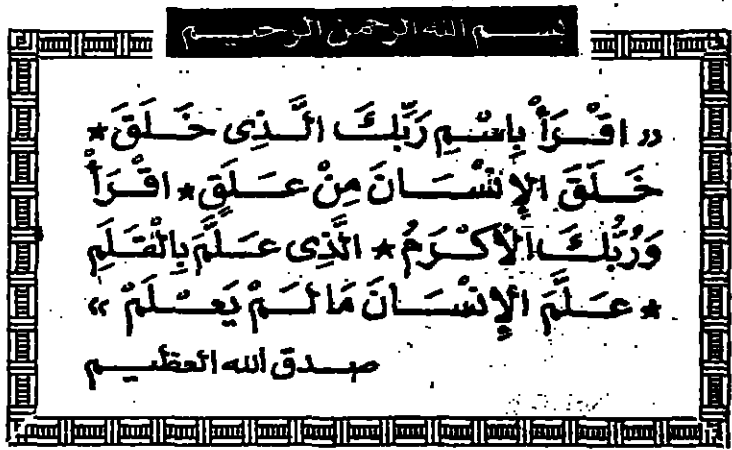 بسم الله الرحمن الرحيم
«اقْرَأْ بِاسْمِ رَبِّكَ الَّذِى خَلَقَ *
خَلَقَ الإِنْسَانَ مِنْ عَلَقٍ * اقْرَأْ
وَرَبُّكَ الأَكْرَمُ * الَّذِى عَلَّمَ بِالْقَلَمِ
* عَلَّمَ الإِنْسَانَ مَا لَمْ يَعْلَمْ »
صدق الله العظيم